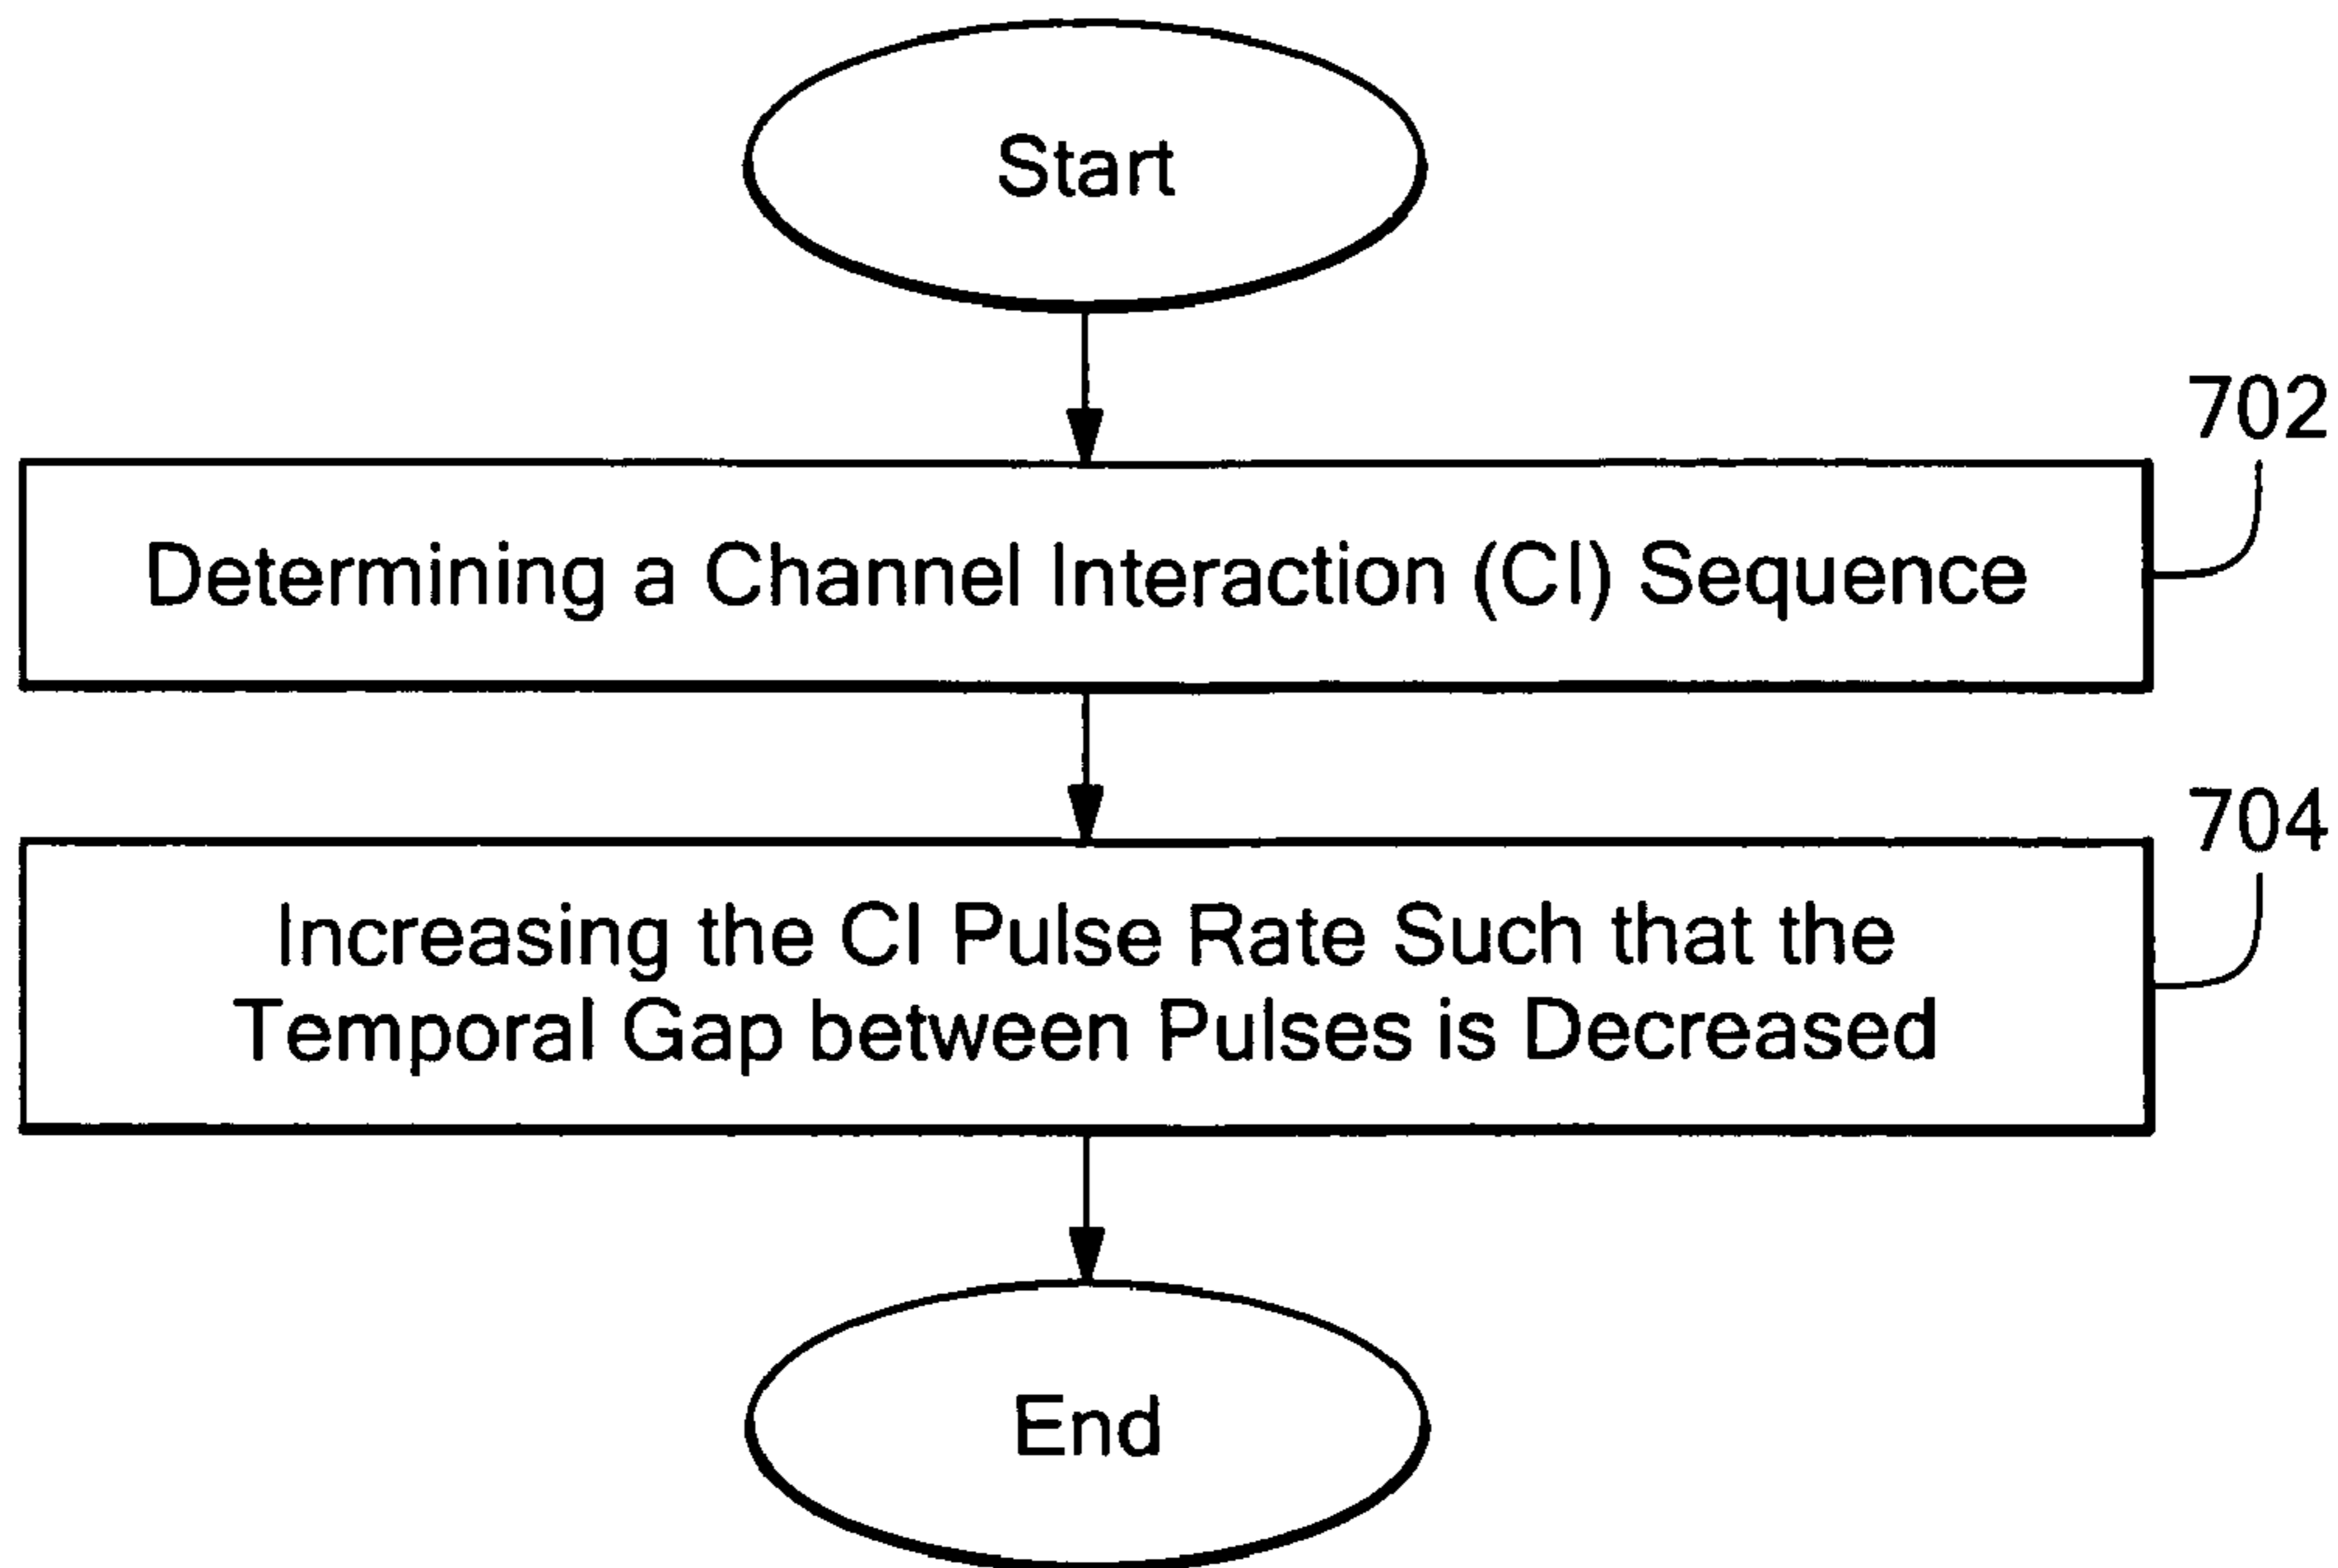 Start
702
Determining a Channel Interaction (CI) Sequence
704
Increasing the CI Pulse Rate Such that the
Temporal Gap between Pulses is Decreased
End